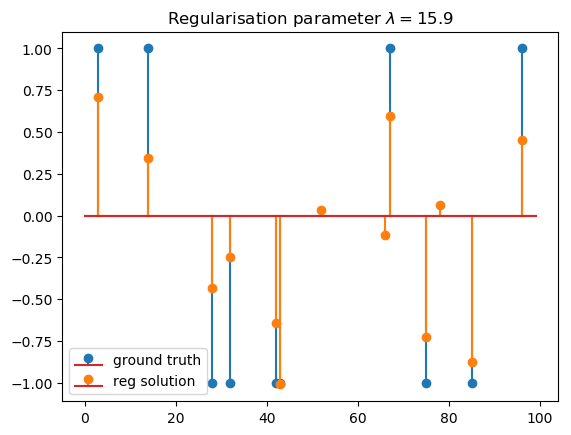 Regularisation parameter λ = 15.9
1.00
0.75
0.50
0.25
0.00
−0.25
−0.50
−0.75
−1.00
ground truth
reg solution
0 20 40 60 80 100